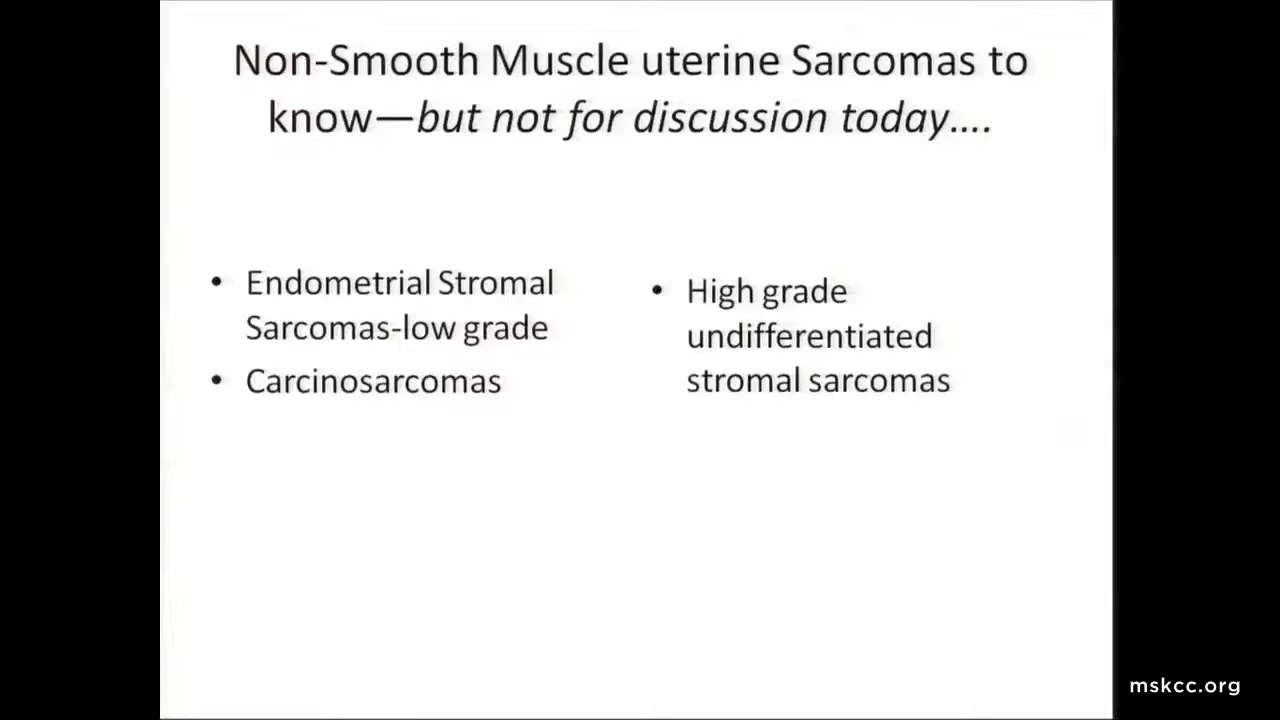 Non-Smooth Muscle uterine Sarcomas to
know—but not for discussion today....
• Endometrial Stromal
Sarcomas-low grade
• Carcinosarcomas
• High grade
undifferentiated
stromal sarcomas
mskcc.org